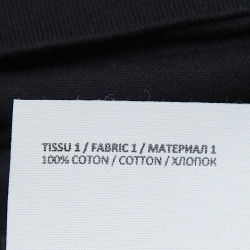 TISSU 1 / FABRIC 1 / МАТЕРИАЛ 1
100% COTON / COTTON / ХЛОПОК